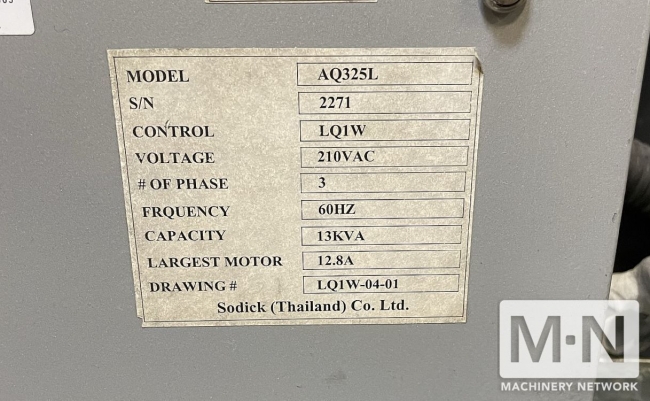 MODEL AQ325L
S/N 2271
CONTROL LQ1W
VOLTAGE 210VAC
# OF PHASE 3
FRQUENCY 60HZ
CAPACITY 13KVA
LARGEST MOTOR 12.8A
DRAWING # LQ1W-04-01
Sodick (Thailand) Co. Ltd.
M·N
MACHINERY NETWORK